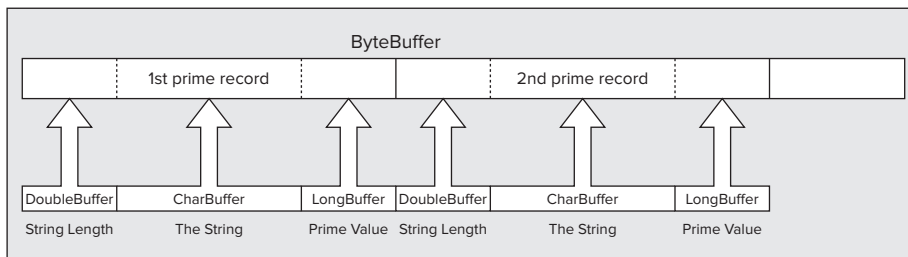 ByteBuffer
1st prime record 2nd prime record
DoubleBuffer CharBuffer LongBuffer DoubleBuffer CharBuffer LongBuffer
String Length The String Prime Value String Length The String Prime Value